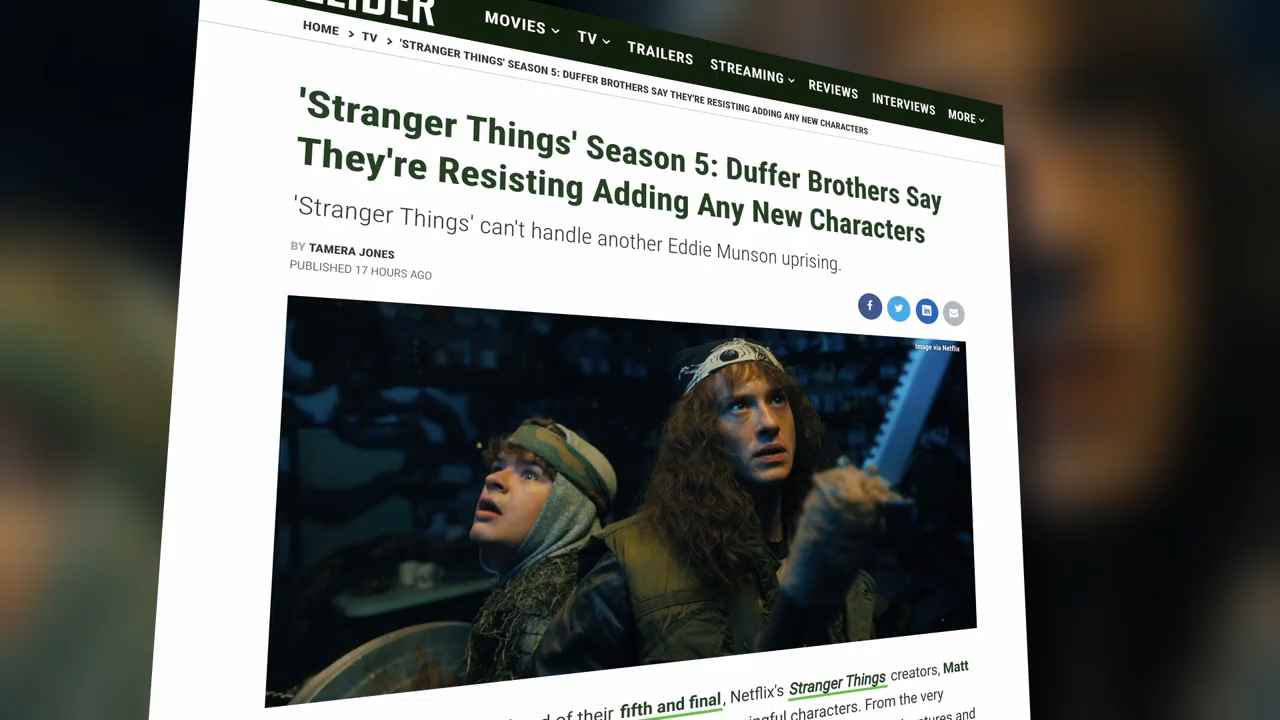 MOVIES TV TRAILERS STREAMING REVIEWS INTERVIEWS MORE
HOME > TV > 'STRANGER THINGS' SEASON 5: DUFFER BROTHERS SAY THEY'RE RESISTING ADDING ANY NEW CHARACTERS
'Stranger Things' Season 5: Duffer Brothers Say
They're Resisting Adding Any New Characters
'Stranger Things' can't handle another Eddie Munson uprising.
BY TAMERA JONES
PUBLISHED 17 HOURS AGO
Image via Netflix
of their fifth and final, Netflix's Stranger Things creators, Matt
characters. From the very
and